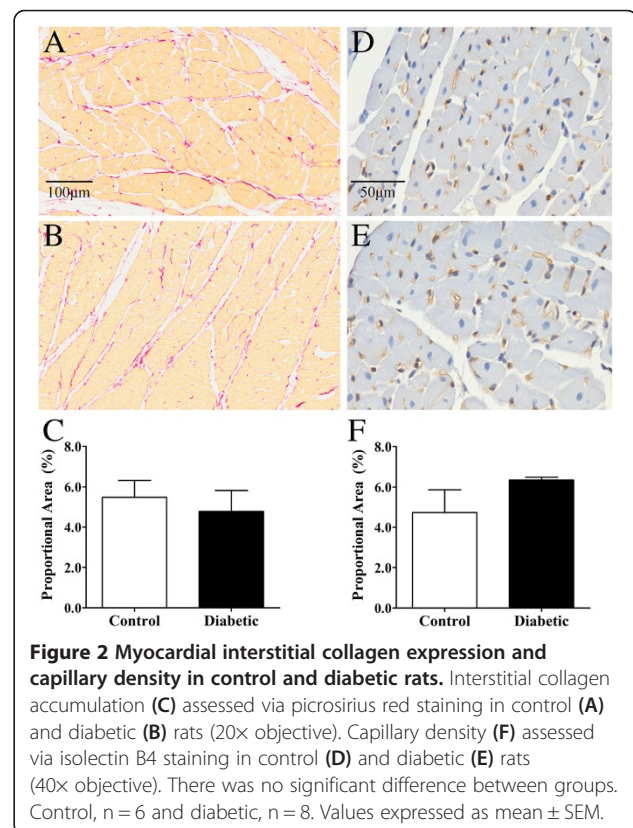 A
D
100μm
50μm
B
E
C
F
8.0
6.0
4.0
2.0
0.0
Proportional Area (%)
Control
Diabetic
8.0
6.0
4.0
2.0
0.0
Proportional Area (%)
Control
Diabetic
Figure 2 Myocardial interstitial collagen expression and
capillary density in control and diabetic rats. Interstitial collagen
accumulation (C) assessed via picrosirius red staining in control (A)
and diabetic (B) rats (20× objective). Capillary density (F) assessed
via isolectin B4 staining in control (D) and diabetic (E) rats
(40× objective). There was no significant difference between groups.
Control, n = 6 and diabetic, n = 8. Values expressed as mean ± SEM.